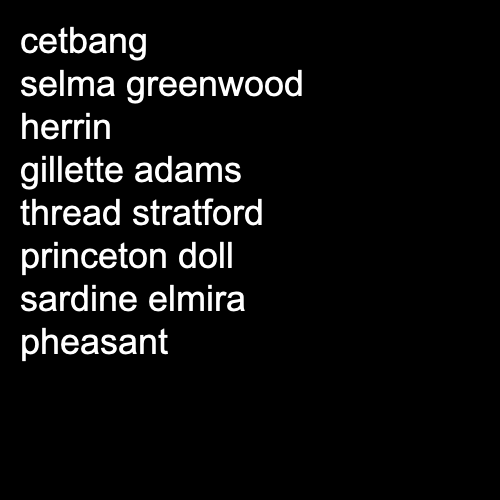 cetbang
selma greenwood
herrin
gillette adams
thread stratford
princeton doll
sardine elmira
pheasant